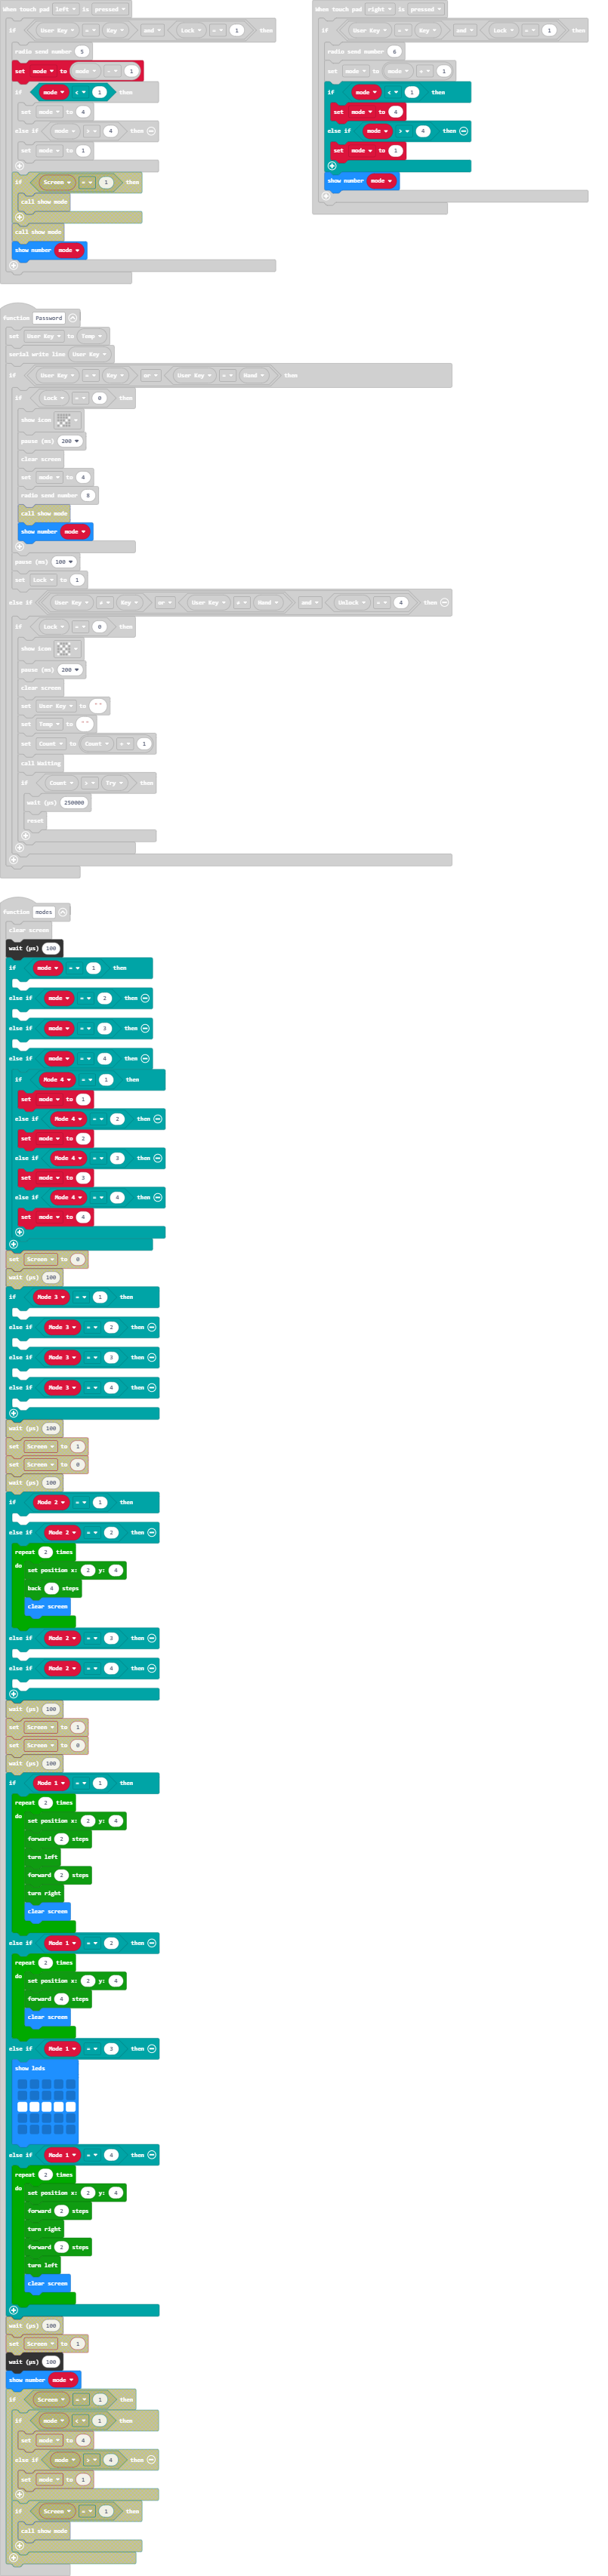 When touch pad left is pressed
if User Key = Key and Lock = 1 then
radio send number 5
set mode to mode - 1
if mode < 1 then
set mode to 4
else if mode > 4
set mode to 1
if Screen = 1 then
call show mode
call show mode
show number mode
When touch pad right is pressed
if User Key = Key and Lock = 1 then
radio send number 6
set mode to mode + 1
if mode < 1 then
set mode to 4
else if mode > 4 then
set mode to 1
show number mode
function Password
set User Key to Temp
serial write line User Key
if User Key = Key or User Key = Hand then
if Lock = 0 then
show icon
pause (ms) 200
clear screen
set mode to 4
radio send number 8
call show mode
show number mode
pause (ms) 100
set Lock to 1
else if User Key ≠ Key or User Key ≠ Hand and Unlock = 4 then
if Lock = 0 then
show icon
pause (ms) 200
clear screen
set User Key to " "
set Temp to " "
set Count to Count + 1
call Waiting
if Count > Try then
wait (µs) 250000
reset
function modes
clear screen
wait (µs) 100
if mode = 1 then
else if mode = 2 then
else if mode = 3 then
else if mode = 4 then
if Mode 4 = 1 then
set mode to 1
else if Mode 4 = 2 then
set mode to 2
else if Mode 4 = 3 then
set mode to 3
else if Mode 4 = 4 then
set mode to 4
set Screen to 0
wait (µs) 100
if Mode 3 = 1 then
else if Mode 3 = 2 then
else if Mode 3 = 3 then
else if Mode 3 = 4 then
wait (µs) 100
set Screen to 1
set Screen to 0
wait (µs) 100
if Mode 2 = 1 then
else if Mode 2 = 2 then
repeat 2 times
do set position x: 2 y: 4
back 4 steps
clear screen
else if Mode 2 = 3 then
else if Mode 2 = 4 then
wait (µs) 100
set Screen to 1
set Screen to 0
wait (µs) 100
if Mode 1 = 1 then
repeat 2 times
do set position x: 2 y: 4
forward 2 steps
turn left
forward 2 steps
turn right
clear screen
else if Mode 1 = 2 then
repeat 2 times
do set position x: 2 y: 4
forward 4 steps
clear screen
else if Mode 1 = 3 then
show leds
else if Mode 1 = 4 then
repeat 2 times
do set position x: 2 y: 4
forward 2 steps
turn right
forward 2 steps
turn left
clear screen
wait (µs) 100
set Screen to 1
wait (µs) 100
show number mode
if Screen = 1 then
if mode < 1 then
set mode to 4
else if mode > 4 then
set mode to 1
if Screen = 1 then
call show mode